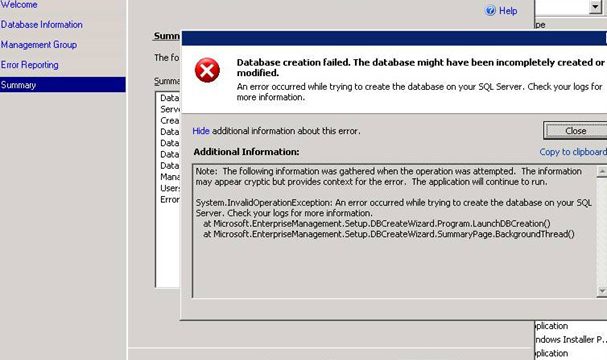 Welcome
Database Information
Management Group
Error Reporting
Summary
Help
Summ
The fo
Summa
Data
Serve
Crea
Data
Data
Data
Data
Mana
Users
Error
Database creation failed. The database might have been incompletely created or
modified.
An error occurred while trying to create the database on your SQL Server. Check your logs for
more information.
Hide additional information about this error.
Close
Additional Information:
Copy to clipboard
Note: The following information was gathered when the operation was attempted. The information
may appear cryptic but provides context for the error. The application will continue to run.
System.InvalidOperationException: An error occurred while trying to create the database on your SQL
Server. Check your logs for more information.
at Microsoft.EnterpriseManagement.Setup.DBCreateWizard.Program.LaunchDBCreation()
at Microsoft.EnterpriseManagement.Setup.DBCreateWizard.SummaryPage.BackgroundThread()
ype
plication
ndows Installer P..
plication